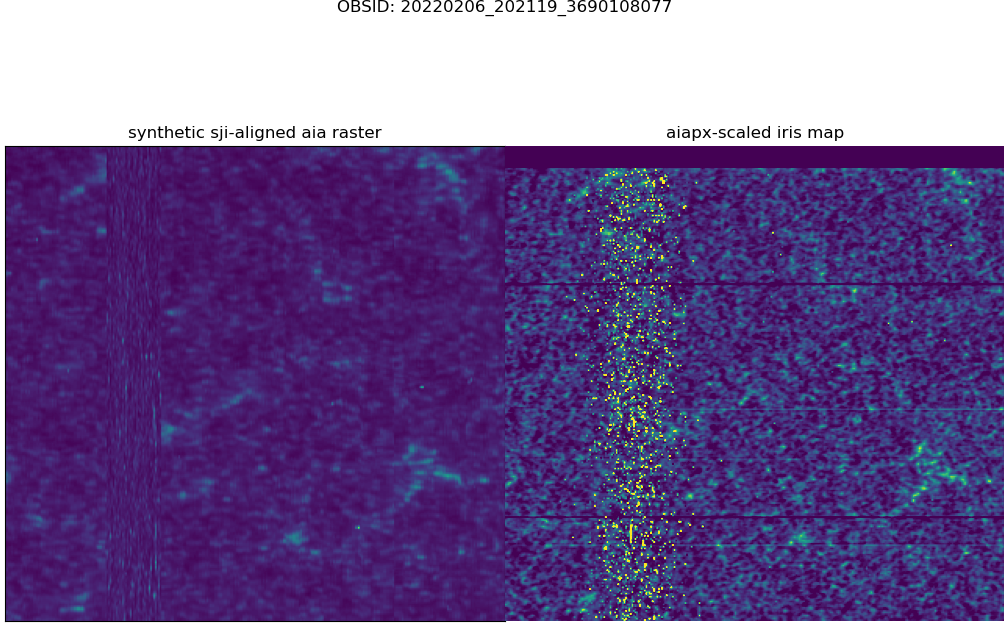 OBSID: 20220206_202119_3690108077
synthetic sji-aligned aia raster
aiapx-scaled iris map